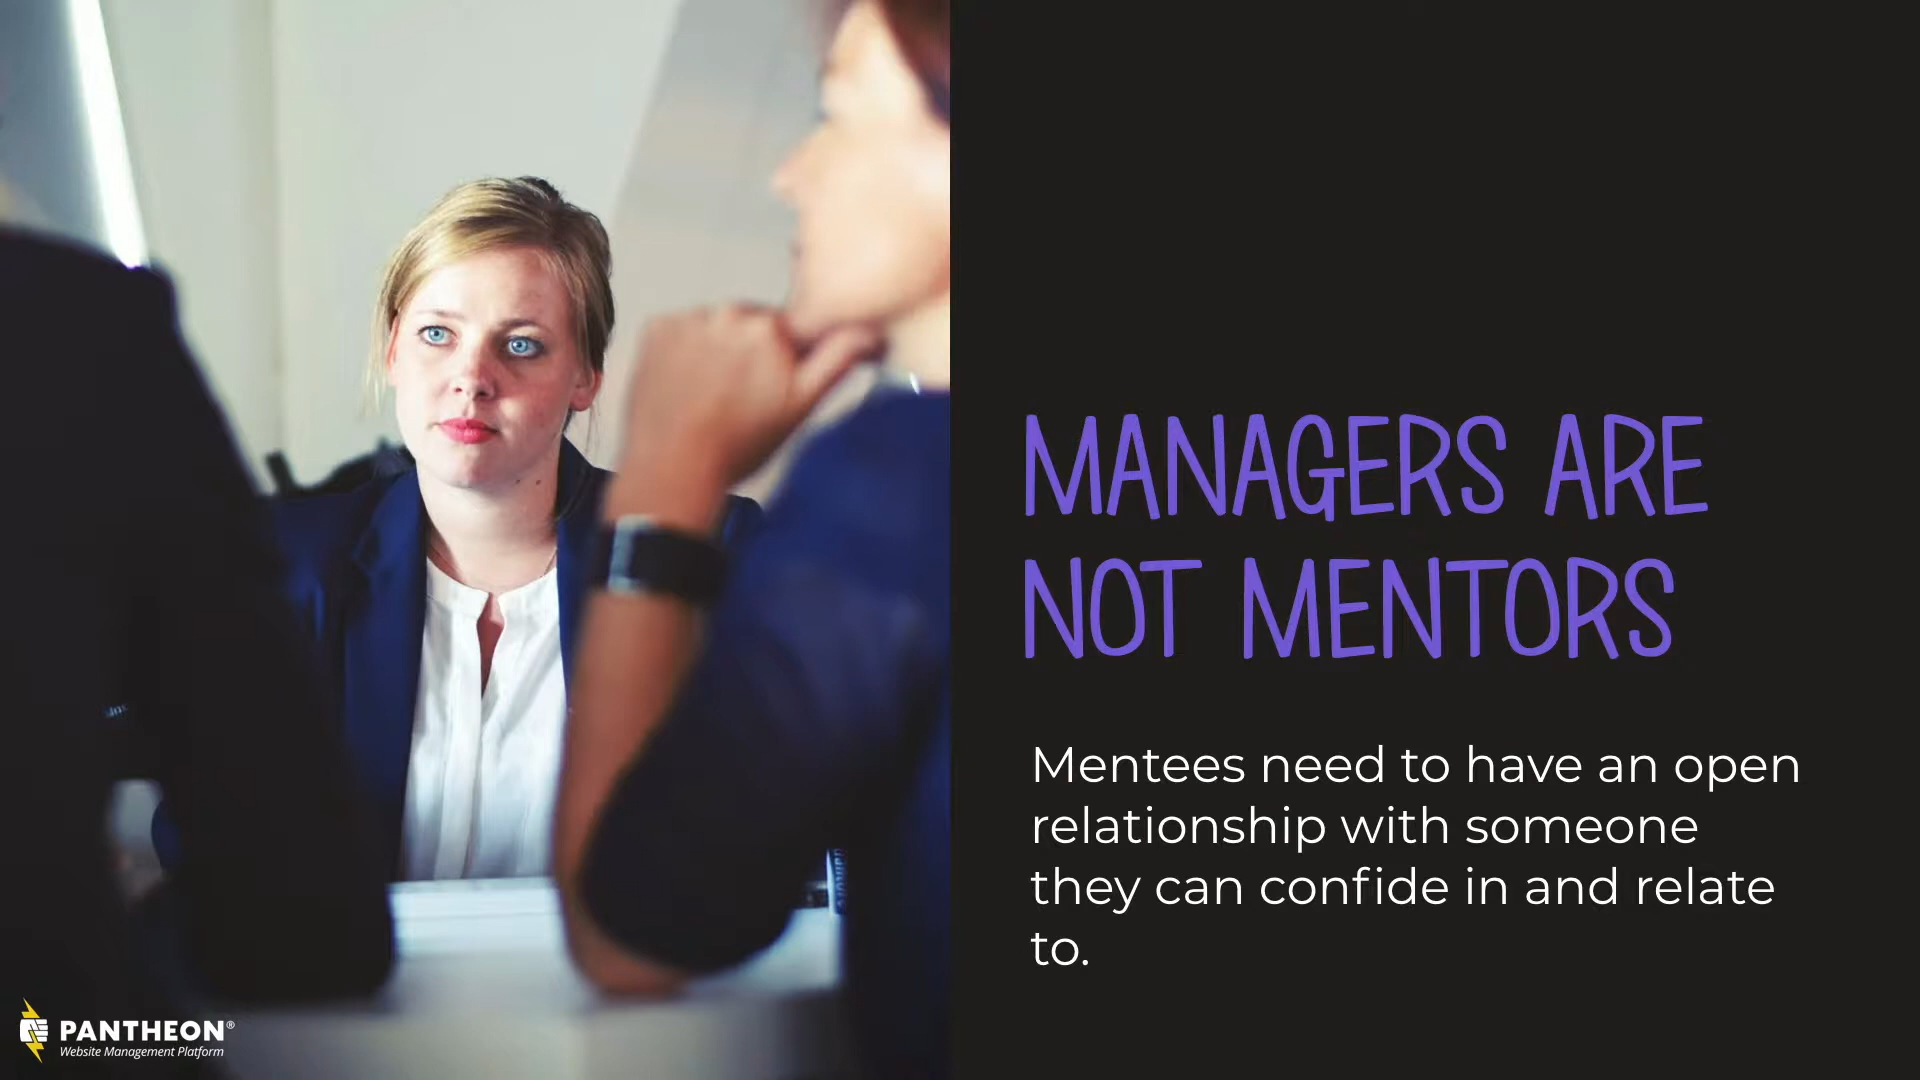 MANAGERS ARE
NOT MENTORS
Mentees need to have an open
relationship with someone
they can confide in and relate
to.
PANTHEON®
Website Management Platform